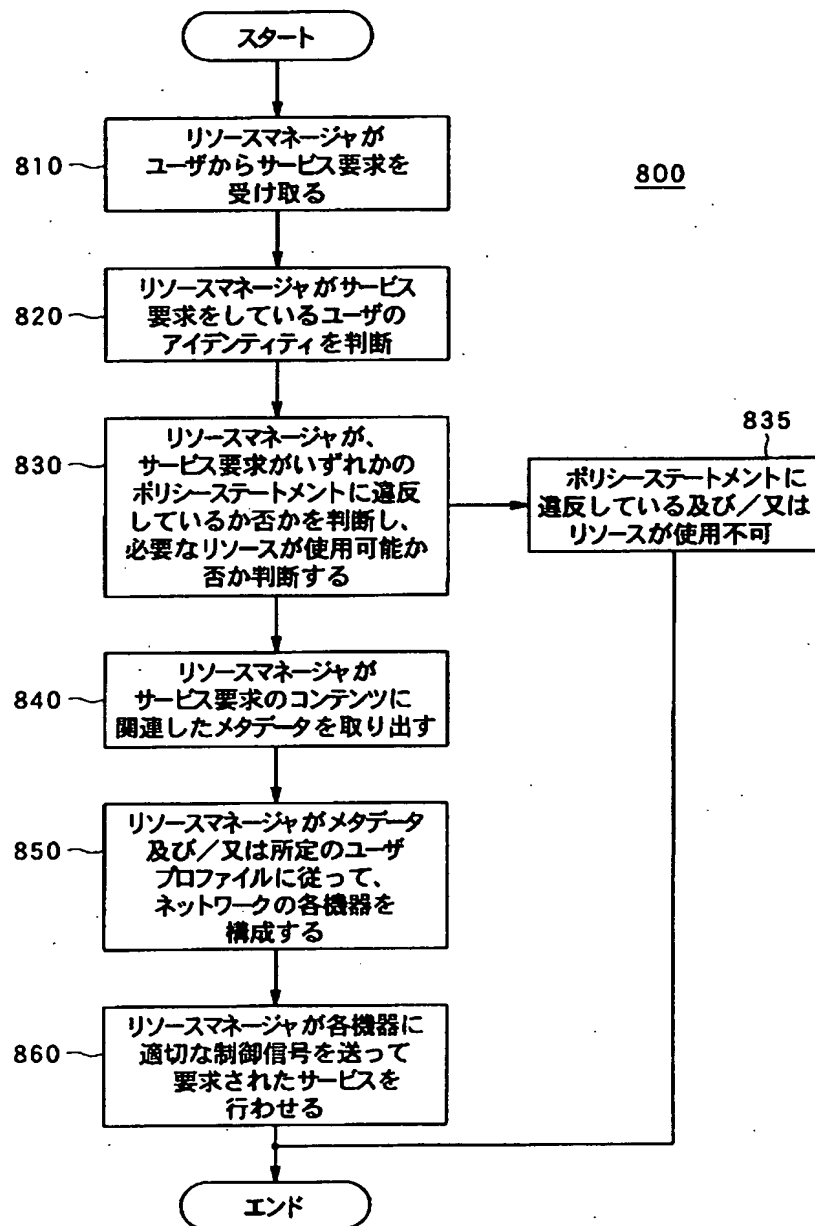 スタート
リソースマネージャが
ユーザからサービス要求を
受け取る
810
800
リソースマネージャがサービス
要求をしているユーザの
アイデンティティを判断
820
リソースマネージャが、
サービス要求がいずれかの
ポリシーステートメントに違反
しているか否かを判断し、
必要なリソースが使用可能か
否か判断する
830
835
ポリシーステートメントに
違反している及び/又は
リソースが使用不可
リソースマネージャが
サービス要求のコンテンツに
関連したメタデータを取り出す
840
リソースマネージャがメタデータ
及び/又は所定のユーザ
プロファイルに従って、
ネットワークの各機器を
構成する
850
リソースマネージャが各機器に
適切な制御信号を送って
要求されたサービスを
行わせる
860
エンド